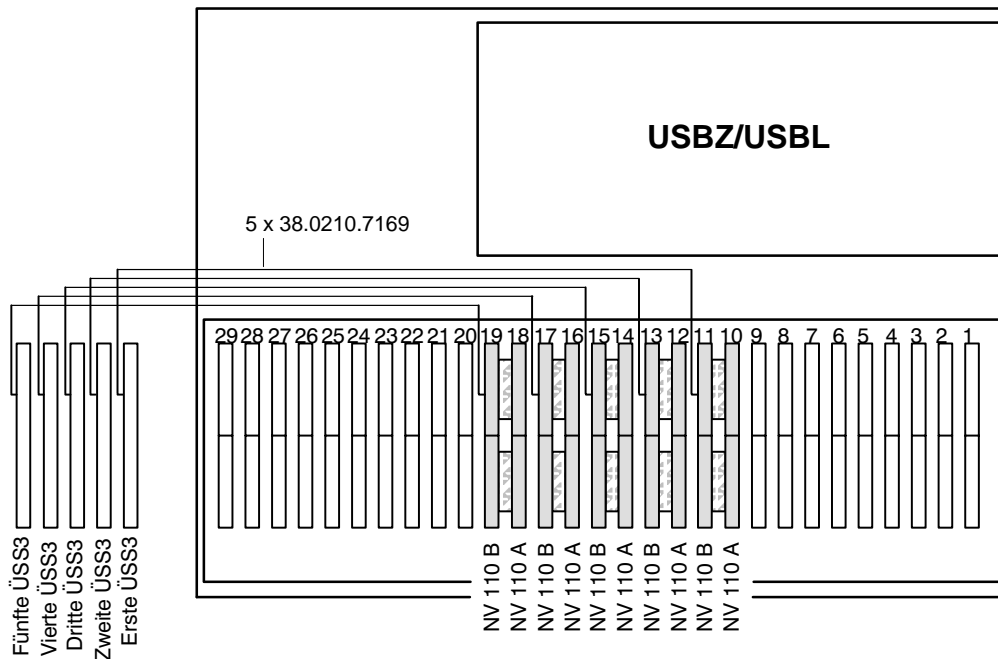 USBZ/USBL
5 x 38.0210.7169
29 28 27 26 25 24 23 22 21 20 19 18 17 16 15 14 13 12 11 10 9 8 7 6 5 4 3 2 1
Fünfte ÜSS3
Vierte ÜSS3
Dritte ÜSS3
Zweite ÜSS3
Erste ÜSS3
NV 110 B
NV 110 A
NV 110 B
NV 110 A
NV 110 B
NV 110 A
NV 110 B
NV 110 A
NV 110 B
NV 110 A